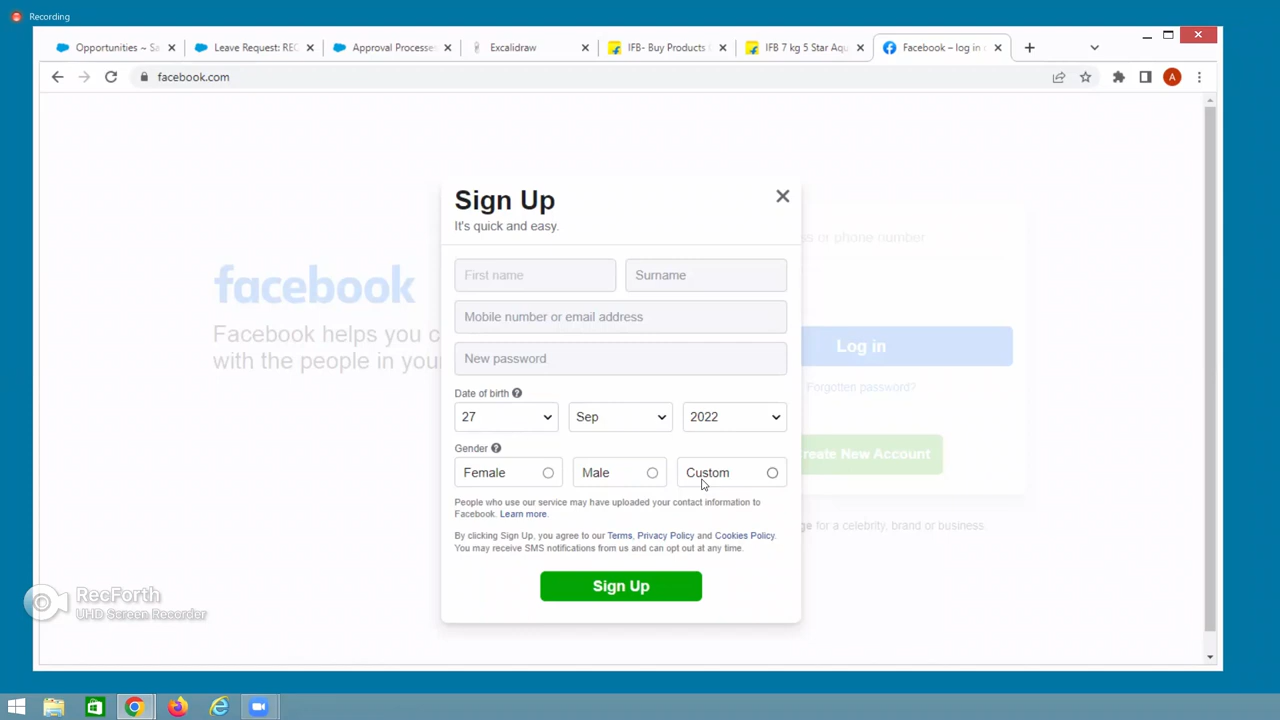 Recording
Opportunities ~ Sa
Leave Request: REC
Approval Processe
Excalidraw
IFB- Buy Products
IFB 7 kg 5 Star Aqu
Facebook – log in
facebook.com
A
Sign Up
It's quick and easy.
First name
Surname
Mobile number or email address
New password
Date of birth ?
27
Sep
2022
Gender ?
Female
Male
Custom
People who use our service may have uploaded your contact information to
Facebook. Learn more.
By clicking Sign Up, you agree to our Terms, Privacy Policy and Cookies Policy.
You may receive SMS notifications from us and can opt out at any time.
Sign Up
facebook
Facebook helps you c
with the people in your
ss or phone number
Log in
Forgotten password?
Create New Account
ge for a celebrity, brand or business.
RecForth
UHD Screen Recorder